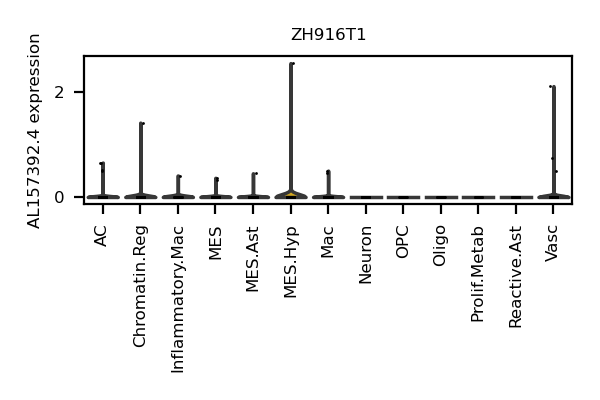 ZH916T1
AL157392.4 expression
2
0
AC
Chromatin.Reg
Inflammatory.Mac
MES
MES.Ast
MES.Hyp
Mac
Neuron
OPC
Oligo
Prolif.Metab
Reactive.Ast
Vasc